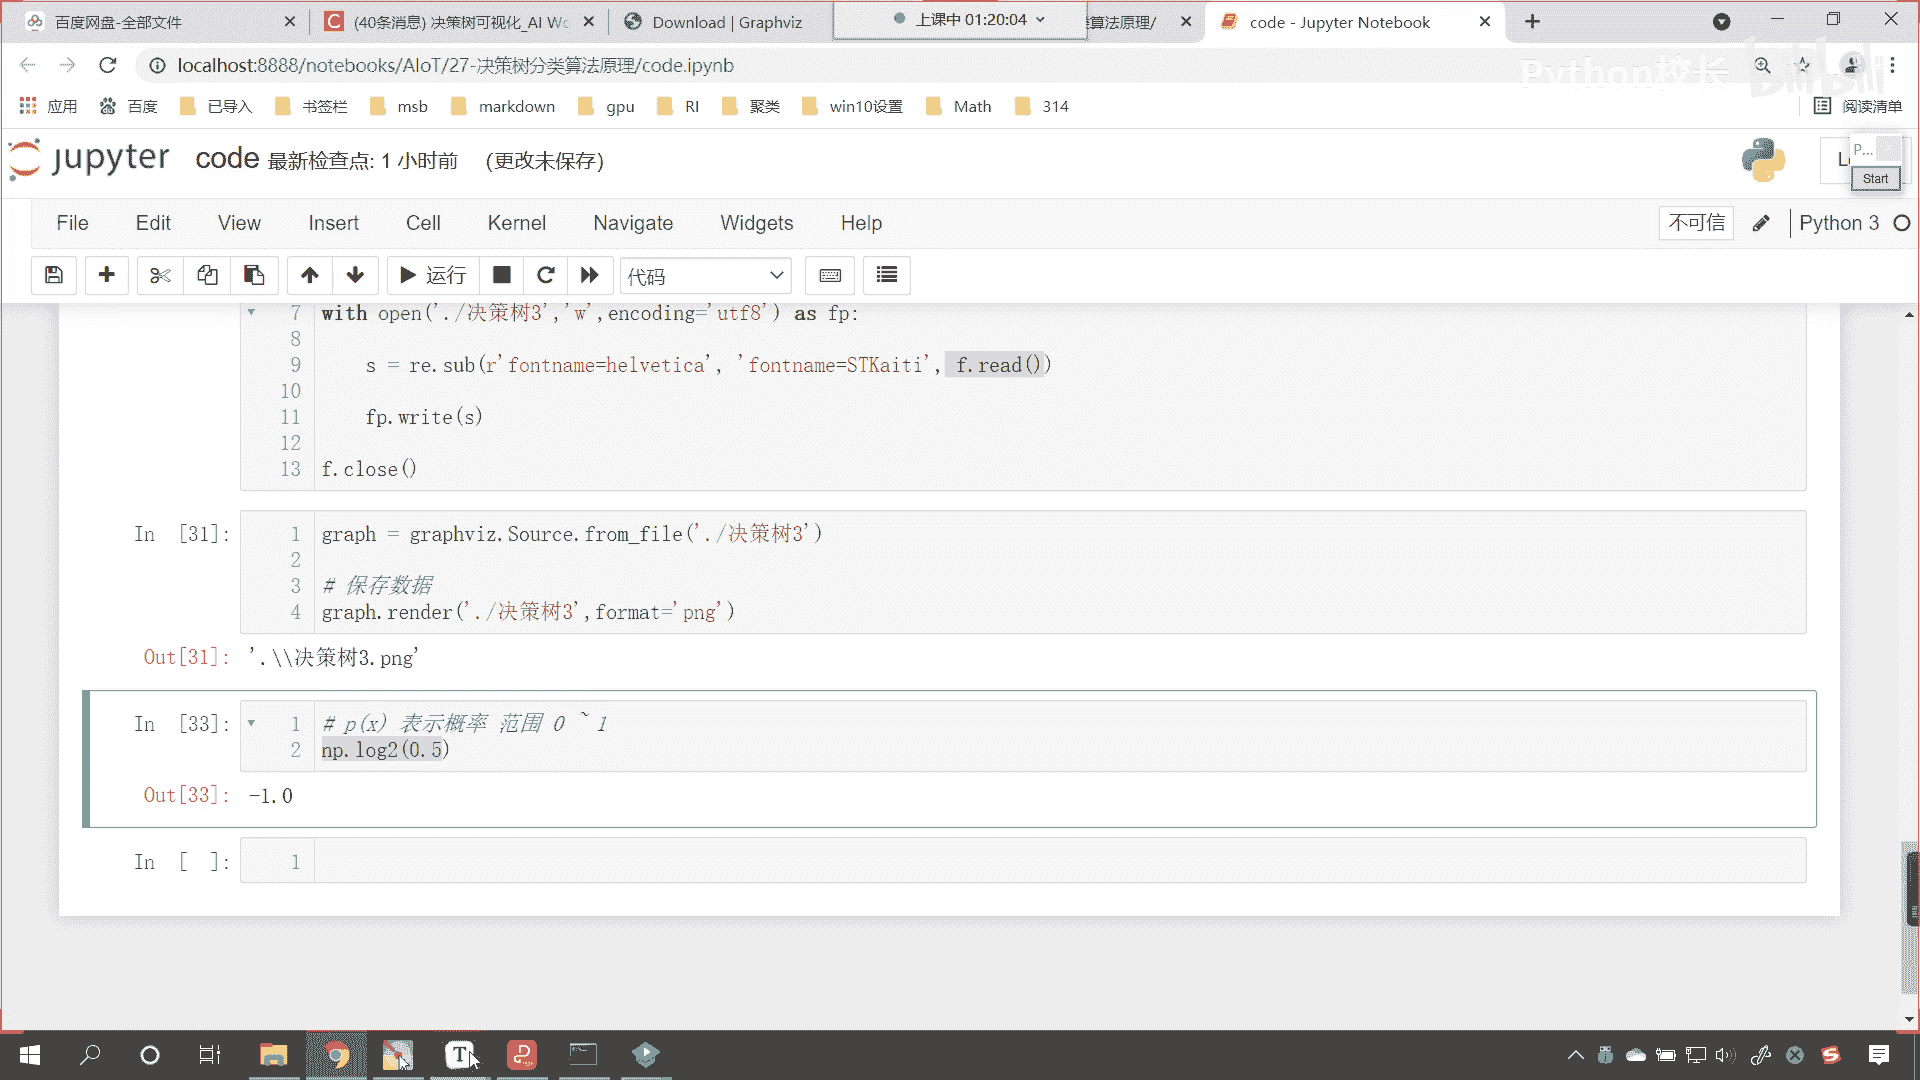 百度网盘-全部文件
(40条消息) 决策树可视化_AI Wo
Download | Graphviz
上课中 01:20:04
算法原理/
code - Jupyter Notebook
localhost:8888/notebooks/AIoT/27-决策树分类算法原理/code.ipynb
Python校长
bilibili
应用
百度
已导入
书签栏
msb
markdown
gpu
RI
聚类
win10设置
Math
314
阅读清单
jupyter
code 最新检查点: 1 小时前 (更改未保存)
P...
Start
File Edit View Insert Cell Kernel Navigate Widgets Help
不可信
Python 3
运行
代码
7 with open('./决策树3','w',encoding='utf8') as fp:
8
9 s = re.sub(r'fontname=helvetica', 'fontname=STKaiti', f.read())
10
11 fp.write(s)
12
13 f.close()
In [31]:
1 graph = graphviz.Source.from_file('./决策树3')
2
3 # 保存数据
4 graph.render('./决策树3',format='png')
Out[31]: '.\\决策树3.png'
In [33]:
1 # p(x) 表示概率 范围 0 ~ 1
2 np.log2(0.5)
Out[33]: -1.0
In [ ]:
1